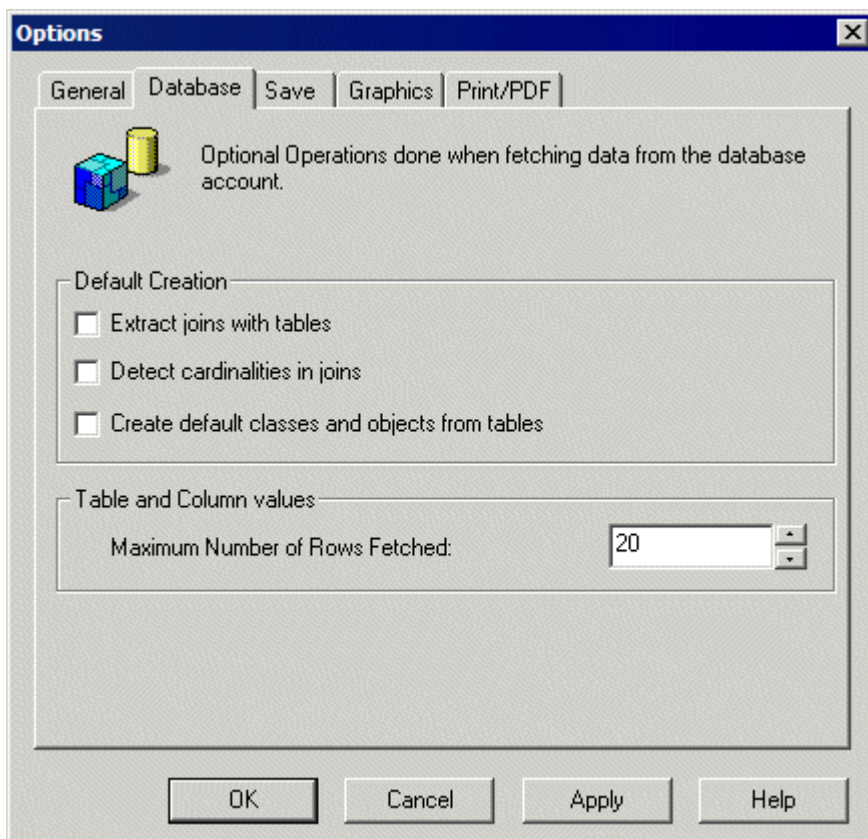 Options
General Database Save Graphics Print/PDF
Optional Operations done when fetching data from the database
account.
Default Creation
Extract joins with tables
Detect cardinalities in joins
Create default classes and objects from tables
Table and Column values
Maximum Number of Rows Fetched: 20
OK Cancel Apply Help